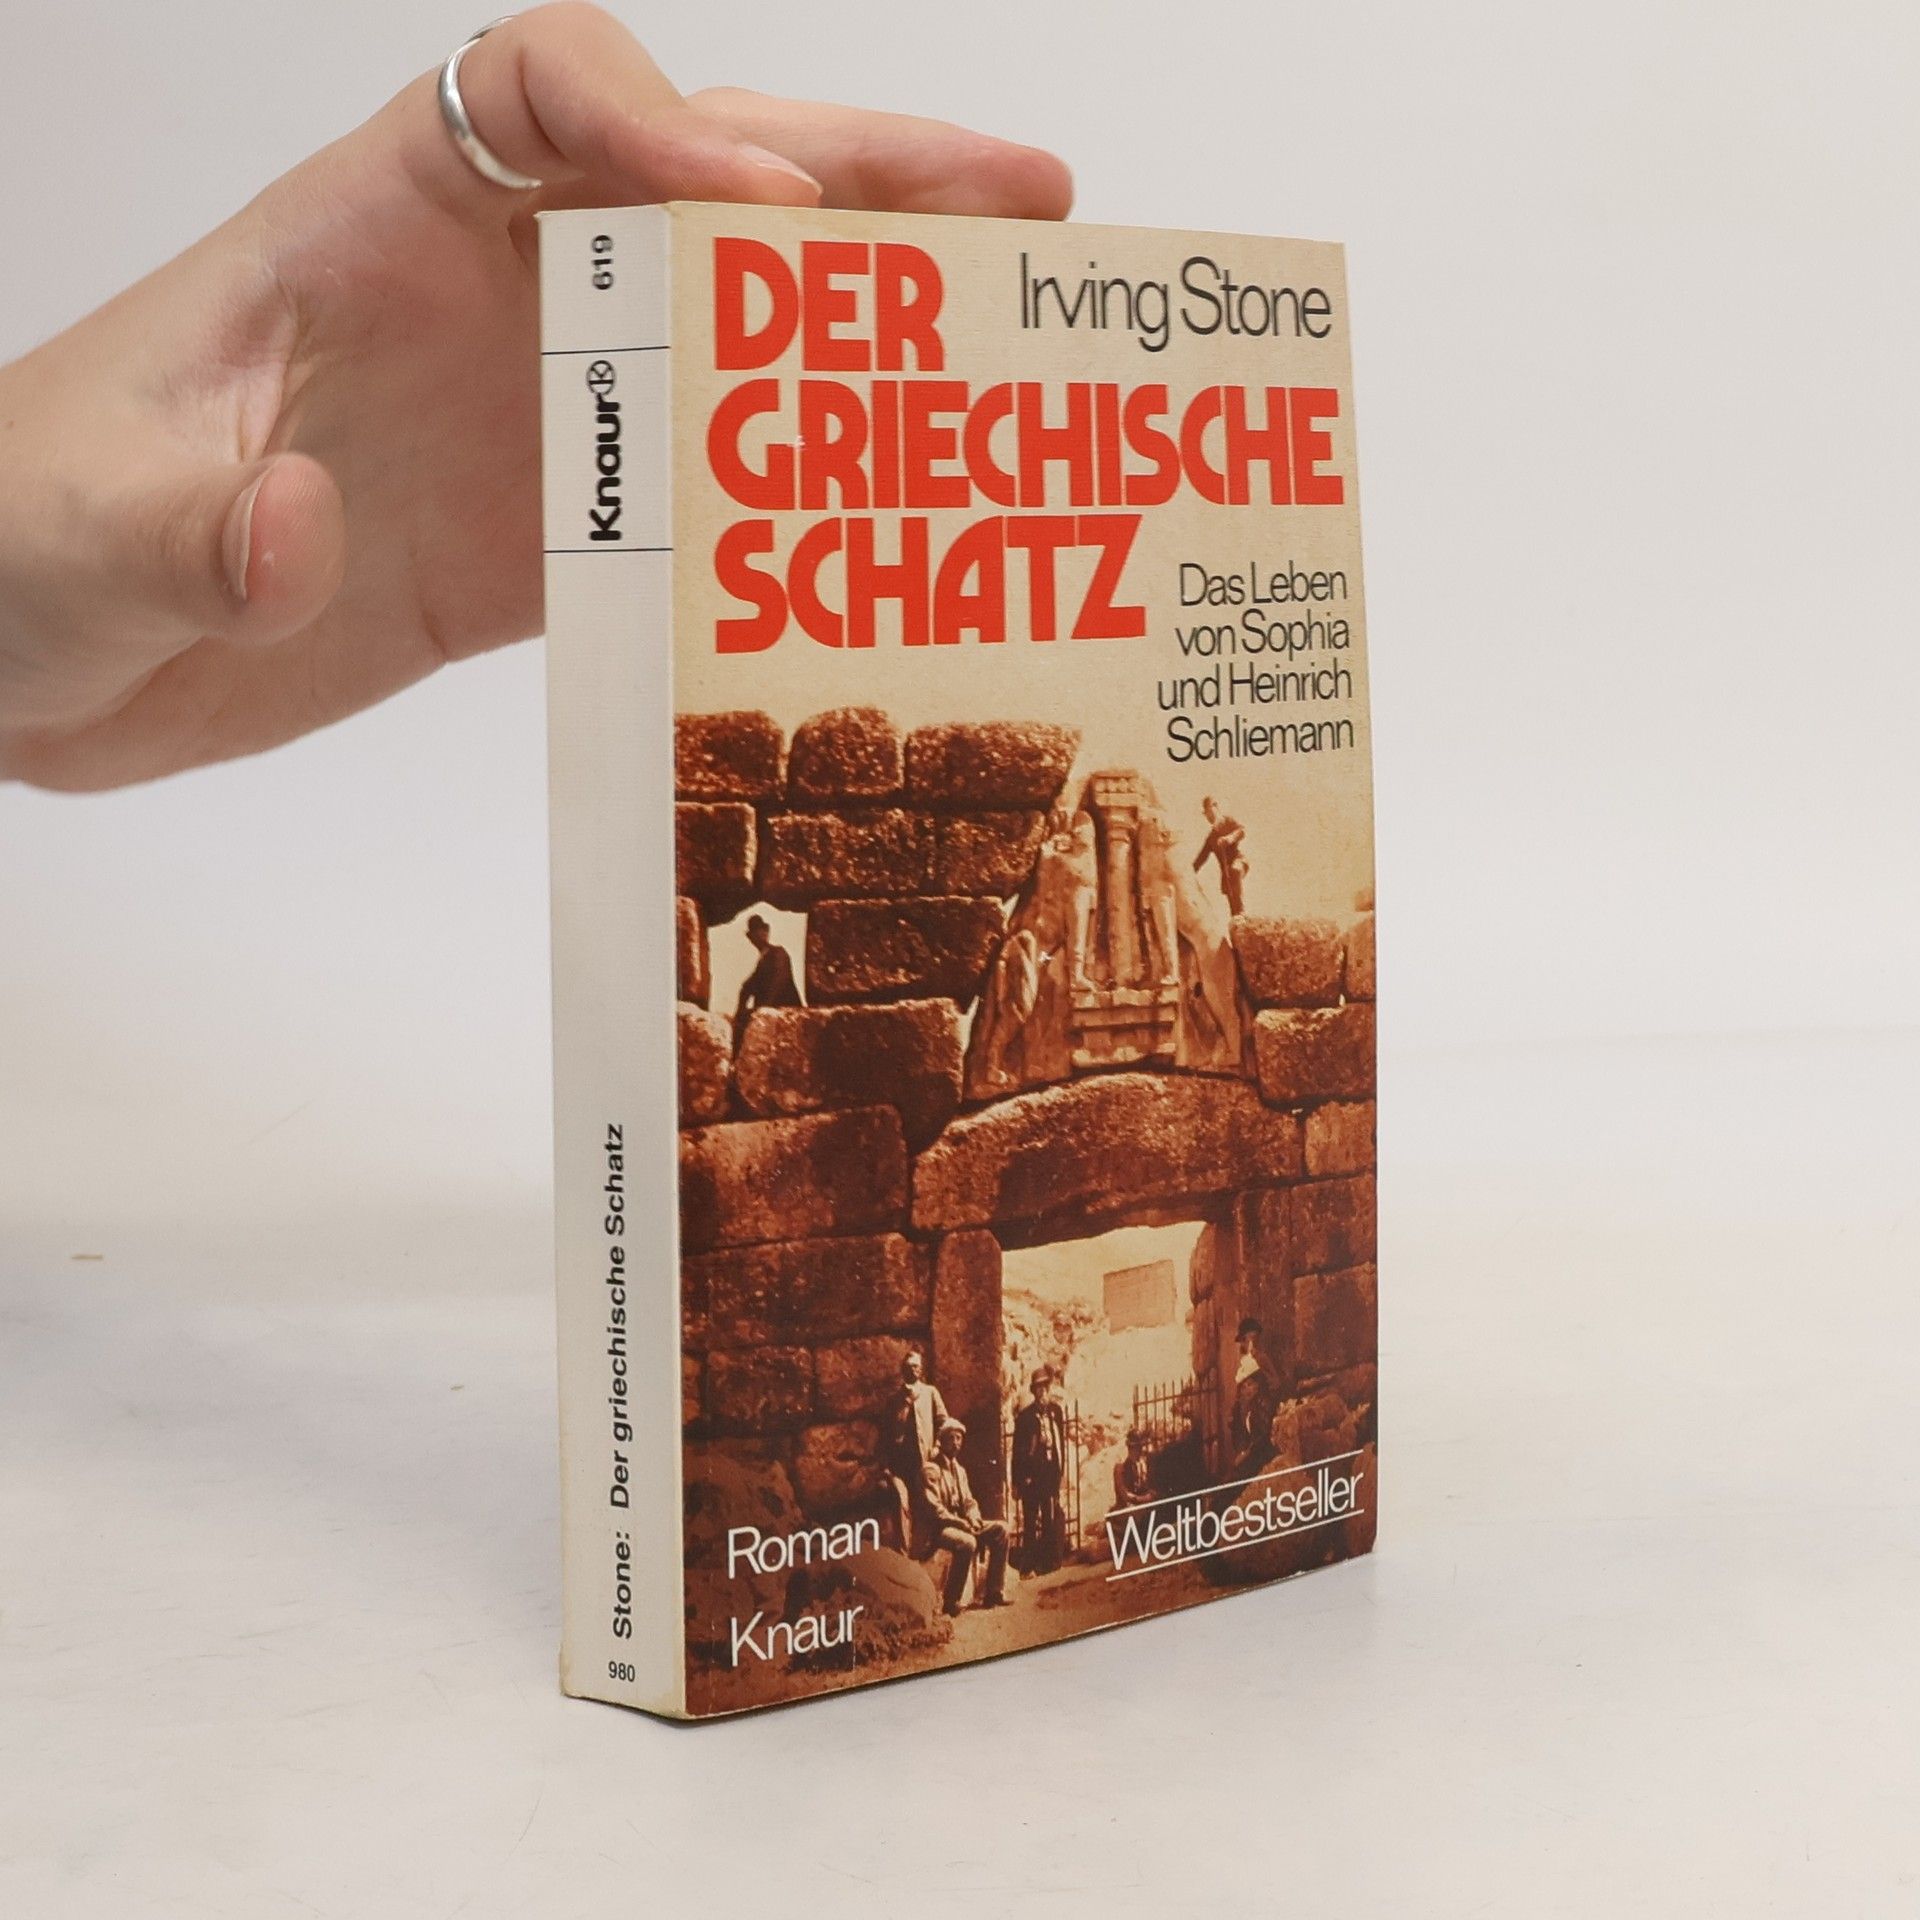 619
Knaur
Stone: Der griechische Schatz
980
DER
GRIECHISCHE
SCHATZ
Irving Stone
Das Leben
von Sophia
und Heinrich
Schliemann
Roman
Knaur
Weltbestseller